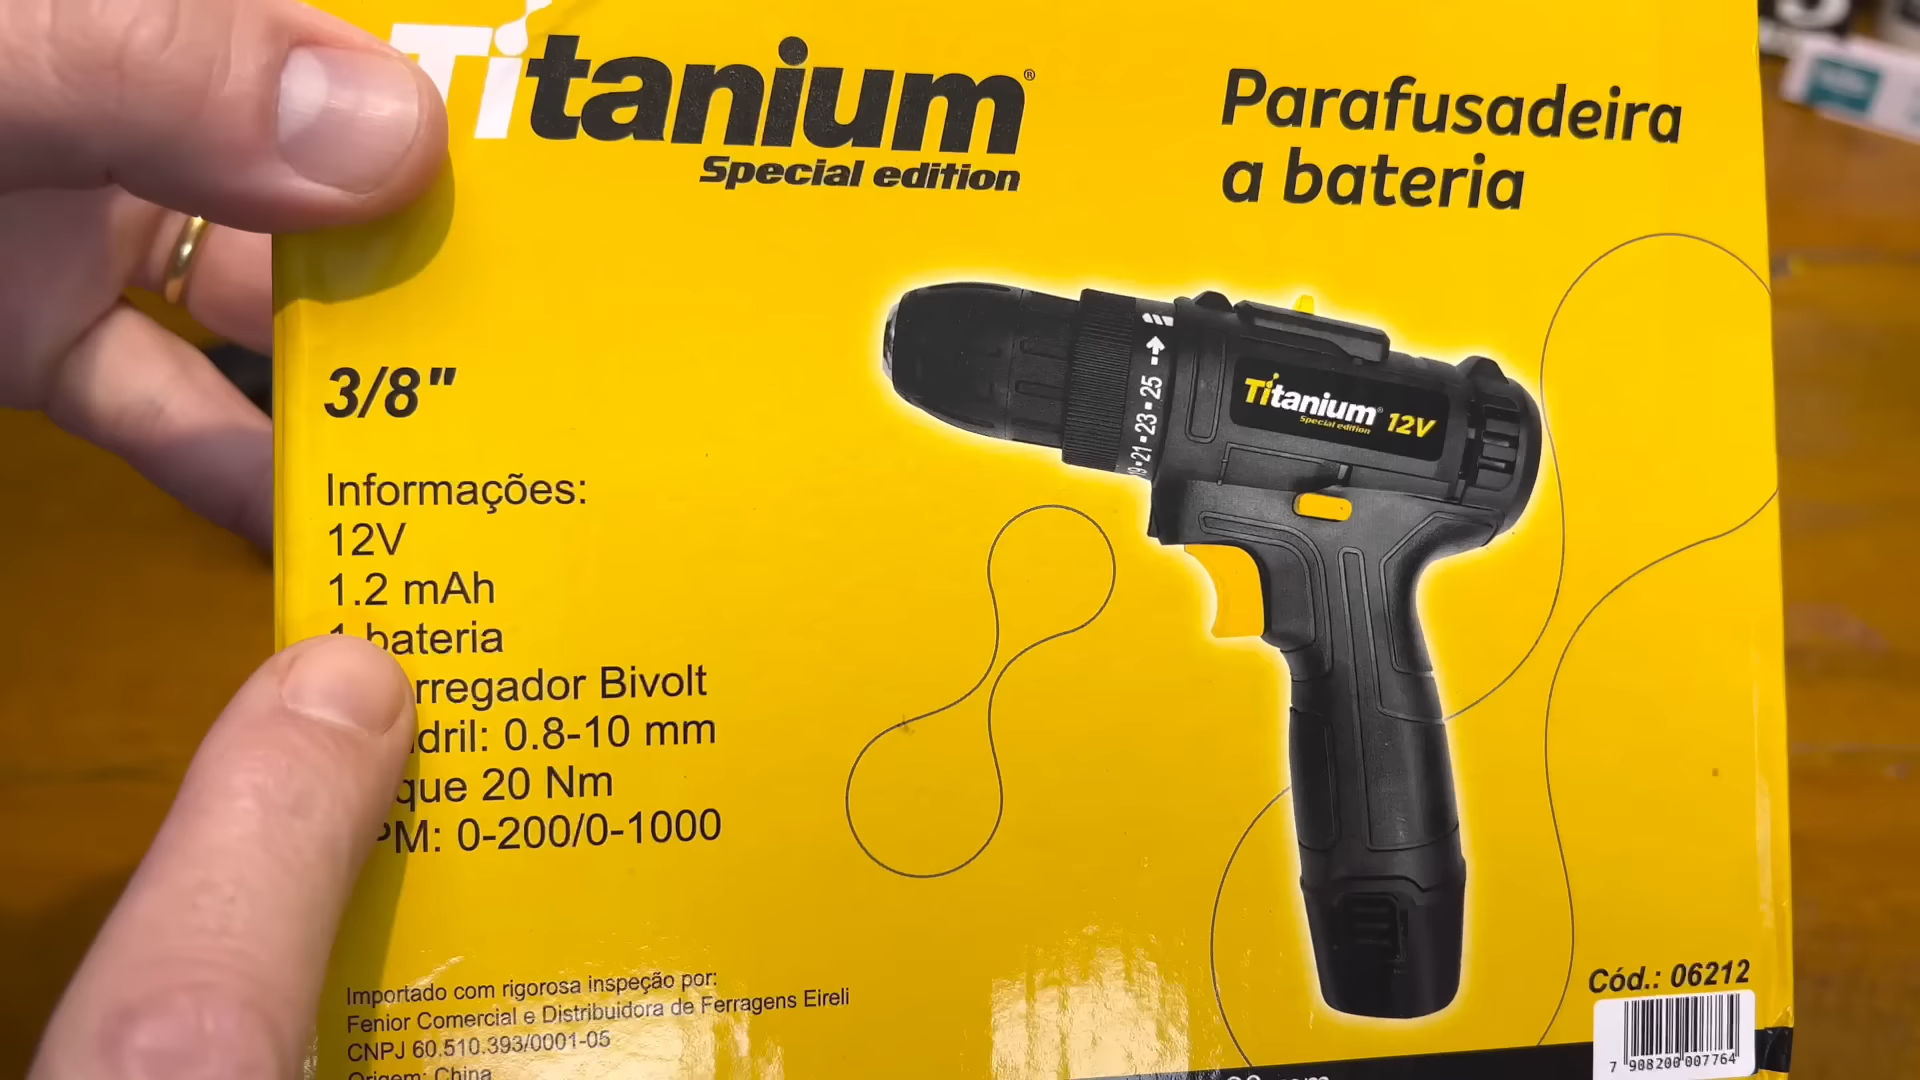 Titanium®
Special edition
Parafusadeira
a bateria
3/8"
Informações:
12V
1.2 mAh
1 bateria
rregador Bivolt
dril: 0.8-10 mm
que 20 Nm
PM: 0-200/0-1000
21 23 25
Titanium® 12V
Special edition
Importado com rigorosa inspeção por:
Fenior Comercial e Distribuidora de Ferragens Eireli
CNPJ 60.510.393/0001-05
Origem: China
Cód.: 06212
7 908200 007764